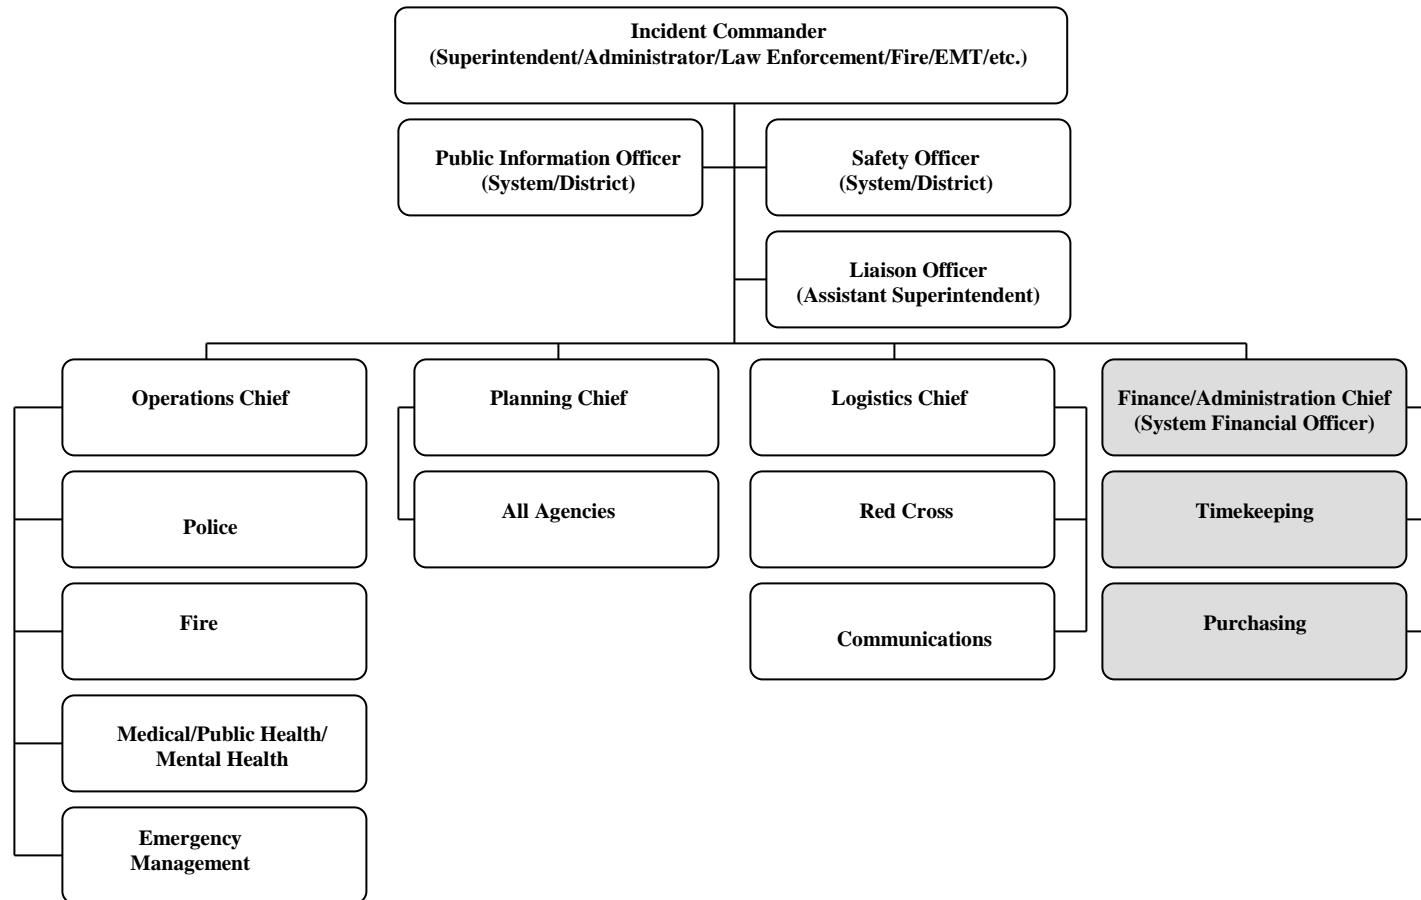 Incident Commander
(Superintendent/Administrator/Law Enforcement/Fire/EMT/etc.)
Public Information Officer
(System/District)
Safety Officer
(System/District)
Liaison Officer
(Assistant Superintendent)
Operations Chief
Planning Chief
Logistics Chief
Finance/Administration Chief
(System Financial Officer)
Police
All Agencies
Red Cross
Timekeeping
Fire
Communications
Purchasing
Medical/Public Health/
Mental Health
Emergency
Management